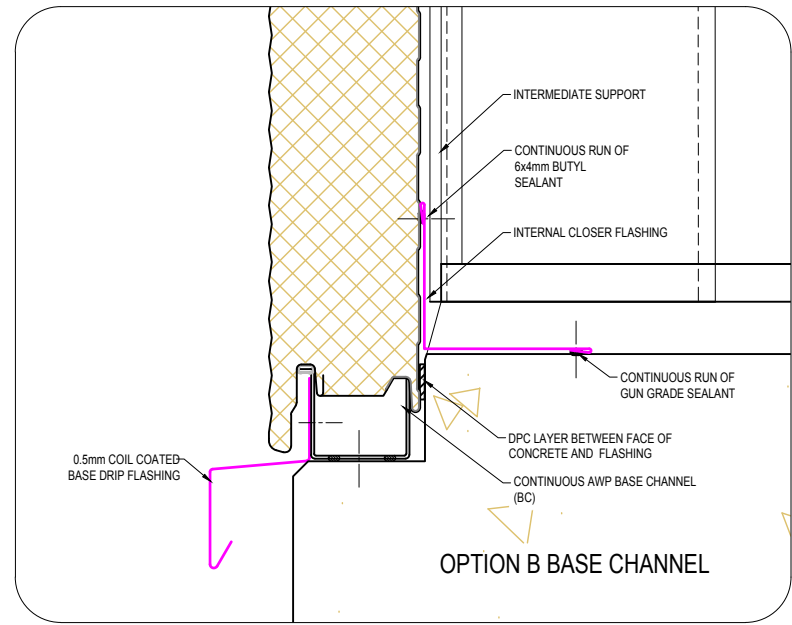 INTERMEDIATE SUPPORT
CONTINUOUS RUN OF
6x4mm BUTYL
SEALANT
INTERNAL CLOSER FLASHING
CONTINUOUS RUN OF
GUN GRADE SEALANT
DPC LAYER BETWEEN FACE OF
CONCRETE AND FLASHING
0.5mm COIL COATED
BASE DRIP FLASHING
CONTINUOUS AWP BASE CHANNEL
(BC)
OPTION B BASE CHANNEL